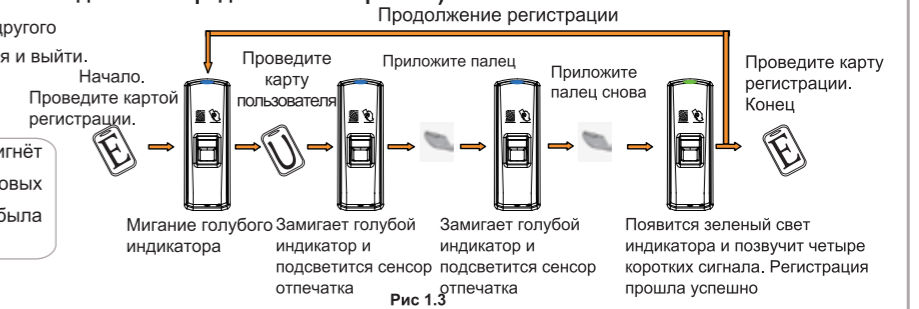 Продолжение регистрации
другого
я и выйти.
Начало.
Проведите картой
регистрации.
Проведите
карту
пользователя
Приложите палец
Приложите
палец снова
Проведите карту
регистрации.
Конец
E
U
E
игнёт
овых
была
Мигание голубого
индикатора
Замигает голубой
индикатор и
подсветится сенсор
отпечатка
Замигает голубой
индикатор и
подсветится сенсор
отпечатка
Появится зеленый свет
индикатора и позвучит четыре
коротких сигнала. Регистрация
прошла успешно
Рис 1.3